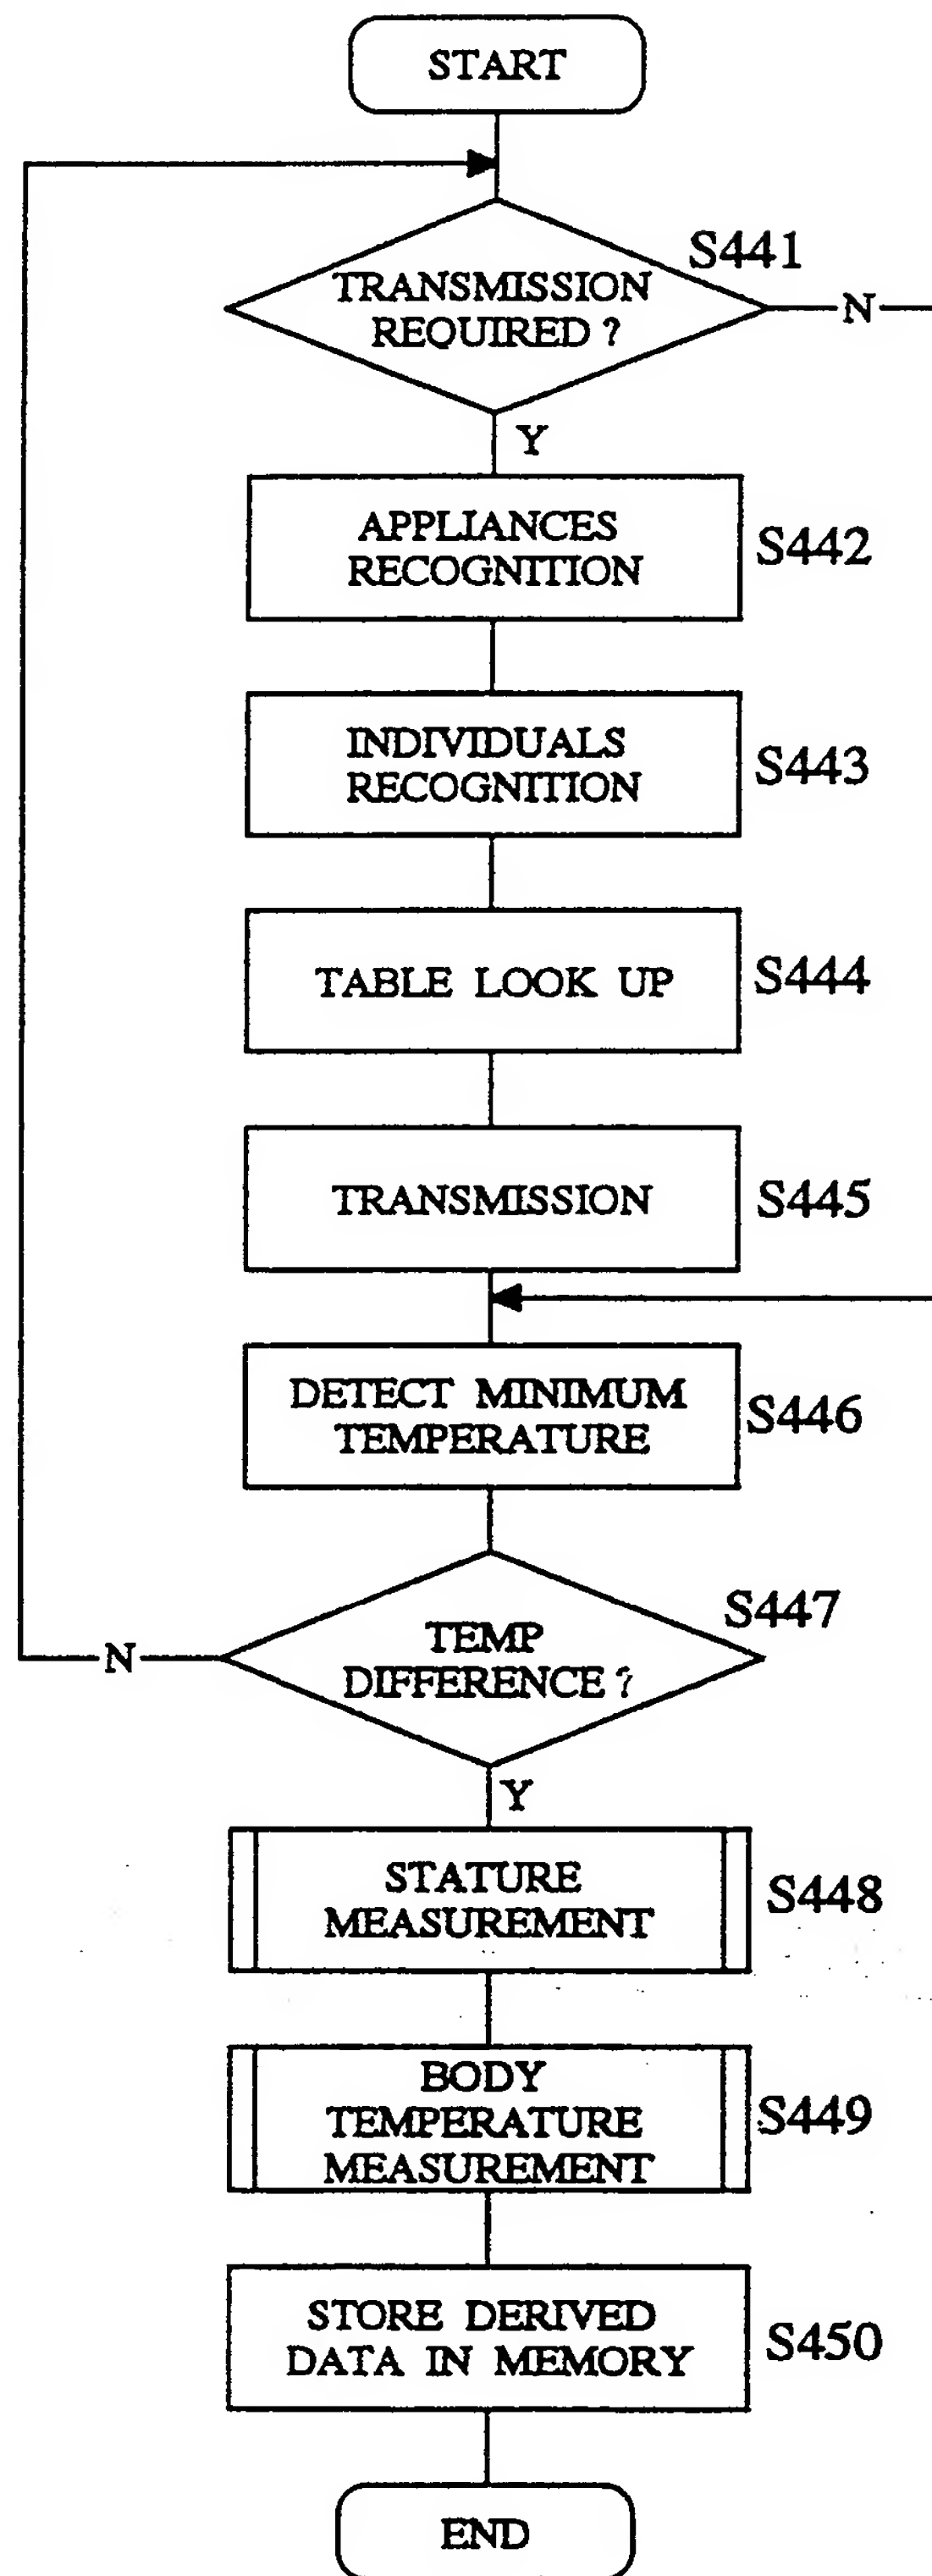 START
S441
TRANSMISSION
REQUIRED ?
N
Y
APPLIANCES
RECOGNITION
S442
INDIVIDUALS
RECOGNITION
S443
TABLE LOOK UP
S444
TRANSMISSION
S445
DETECT MINIMUM
TEMPERATURE
S446
S447
TEMP
DIFFERENCE ?
N
Y
STATURE
MEASUREMENT
S448
BODY
TEMPERATURE
MEASUREMENT
S449
STORE DERIVED
DATA IN MEMORY
S450
END